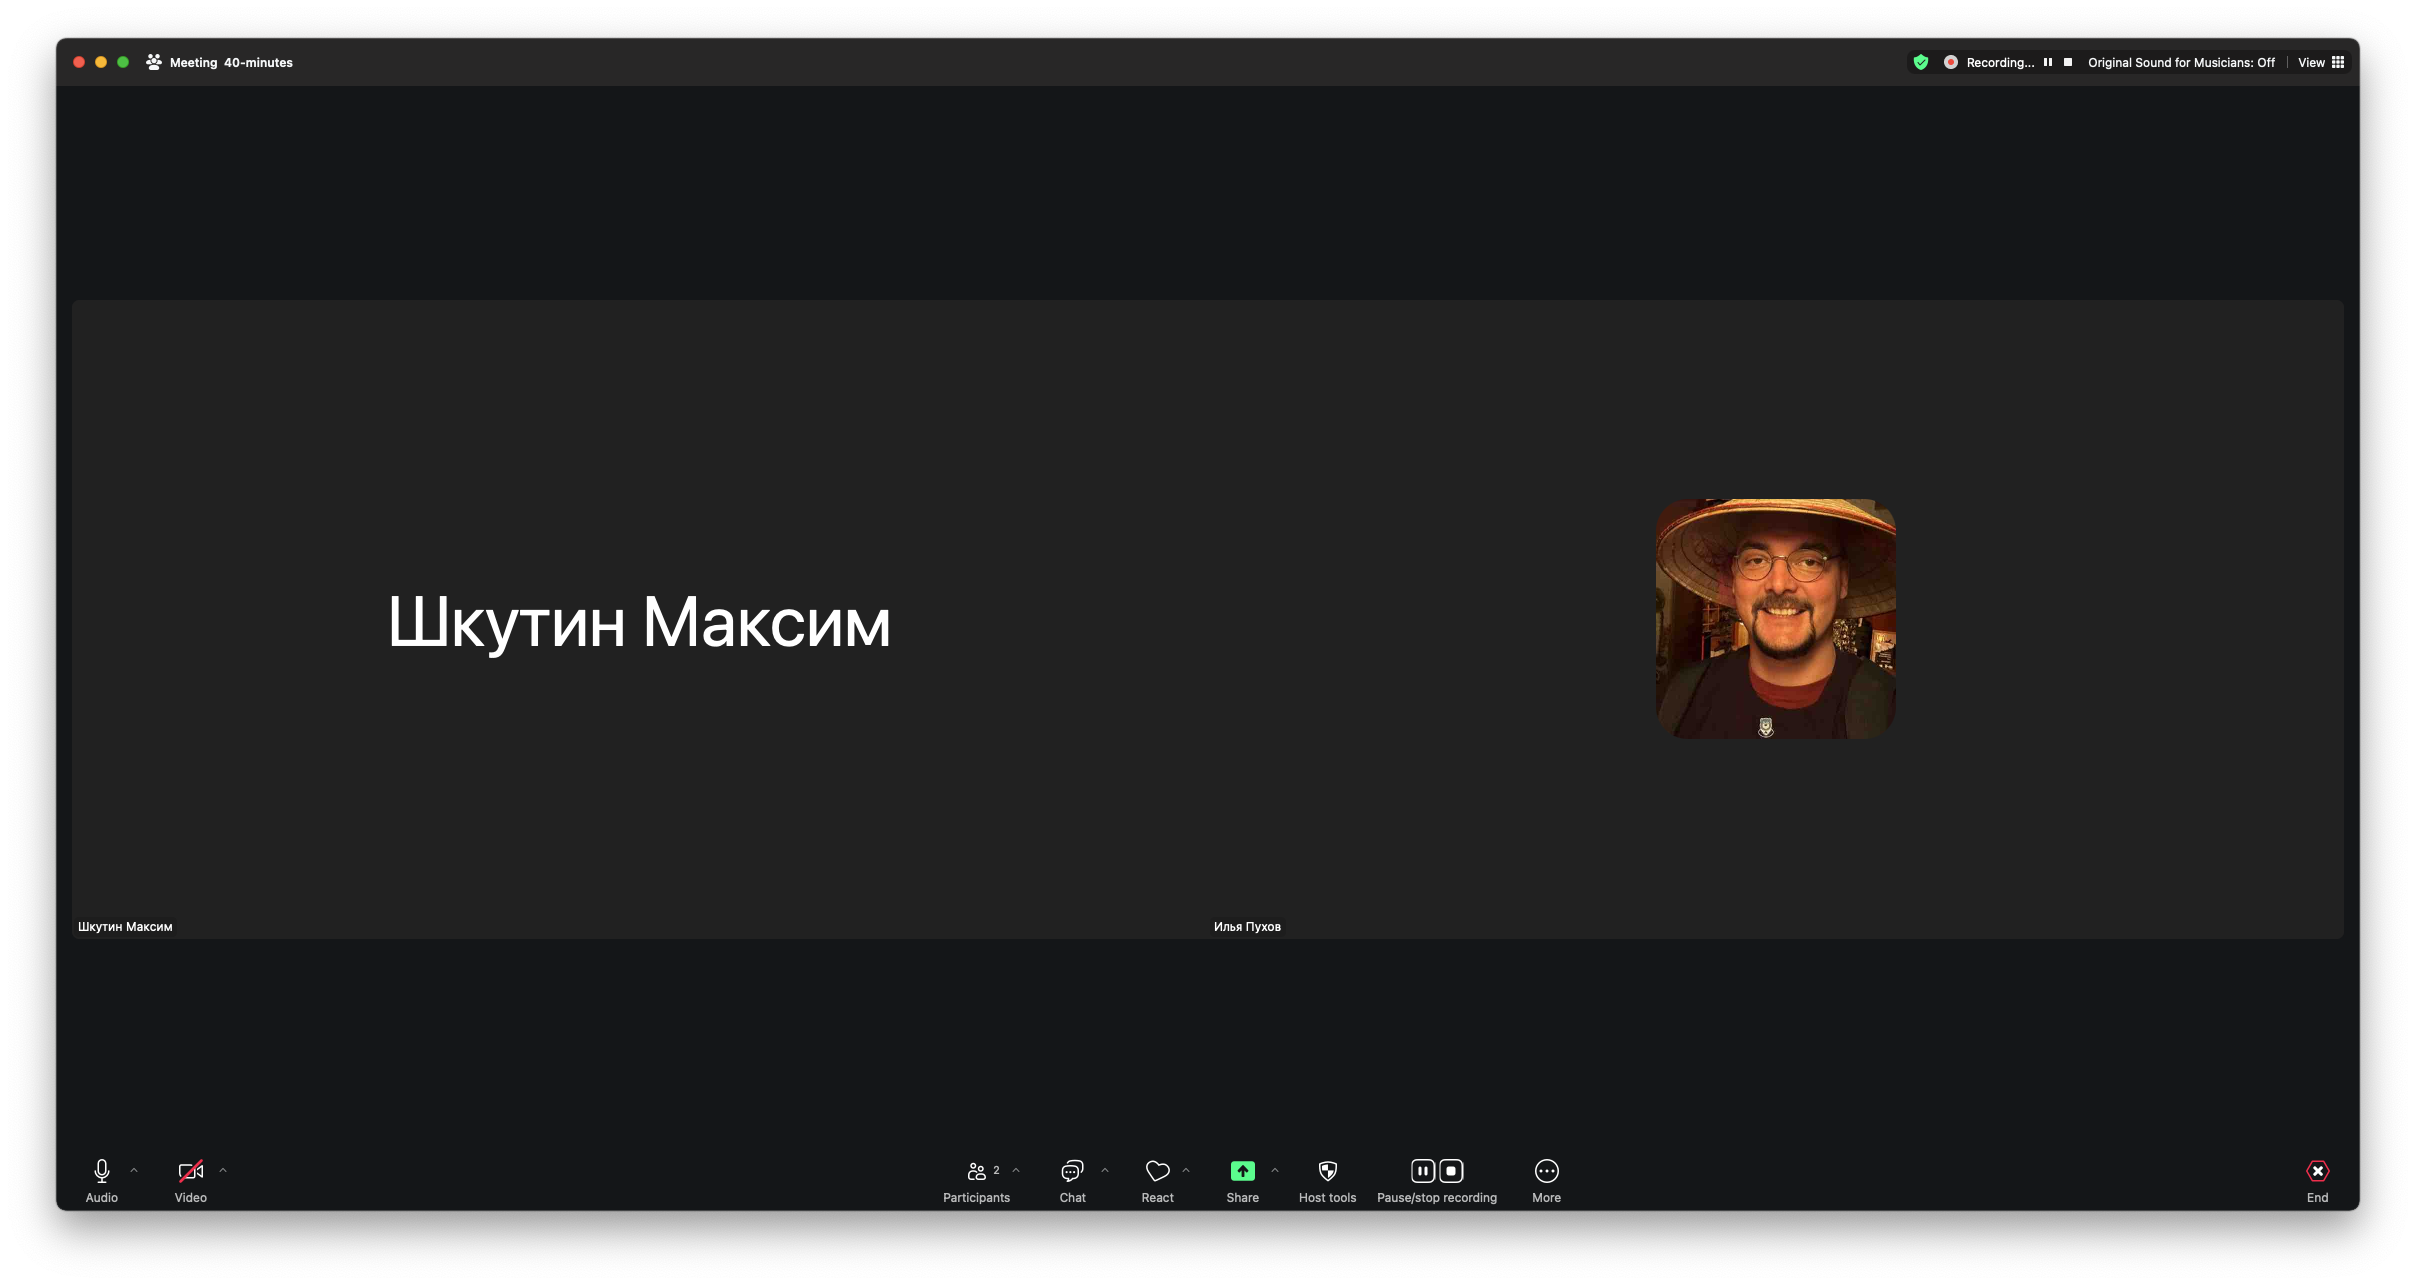 Meeting 40-minutes
Recording... Original Sound for Musicians: Off View
Шкутин Максим
Шкутин Максим
Илья Пухов
2
Audio Video Participants Chat React Share Host tools Pause/stop recording More End